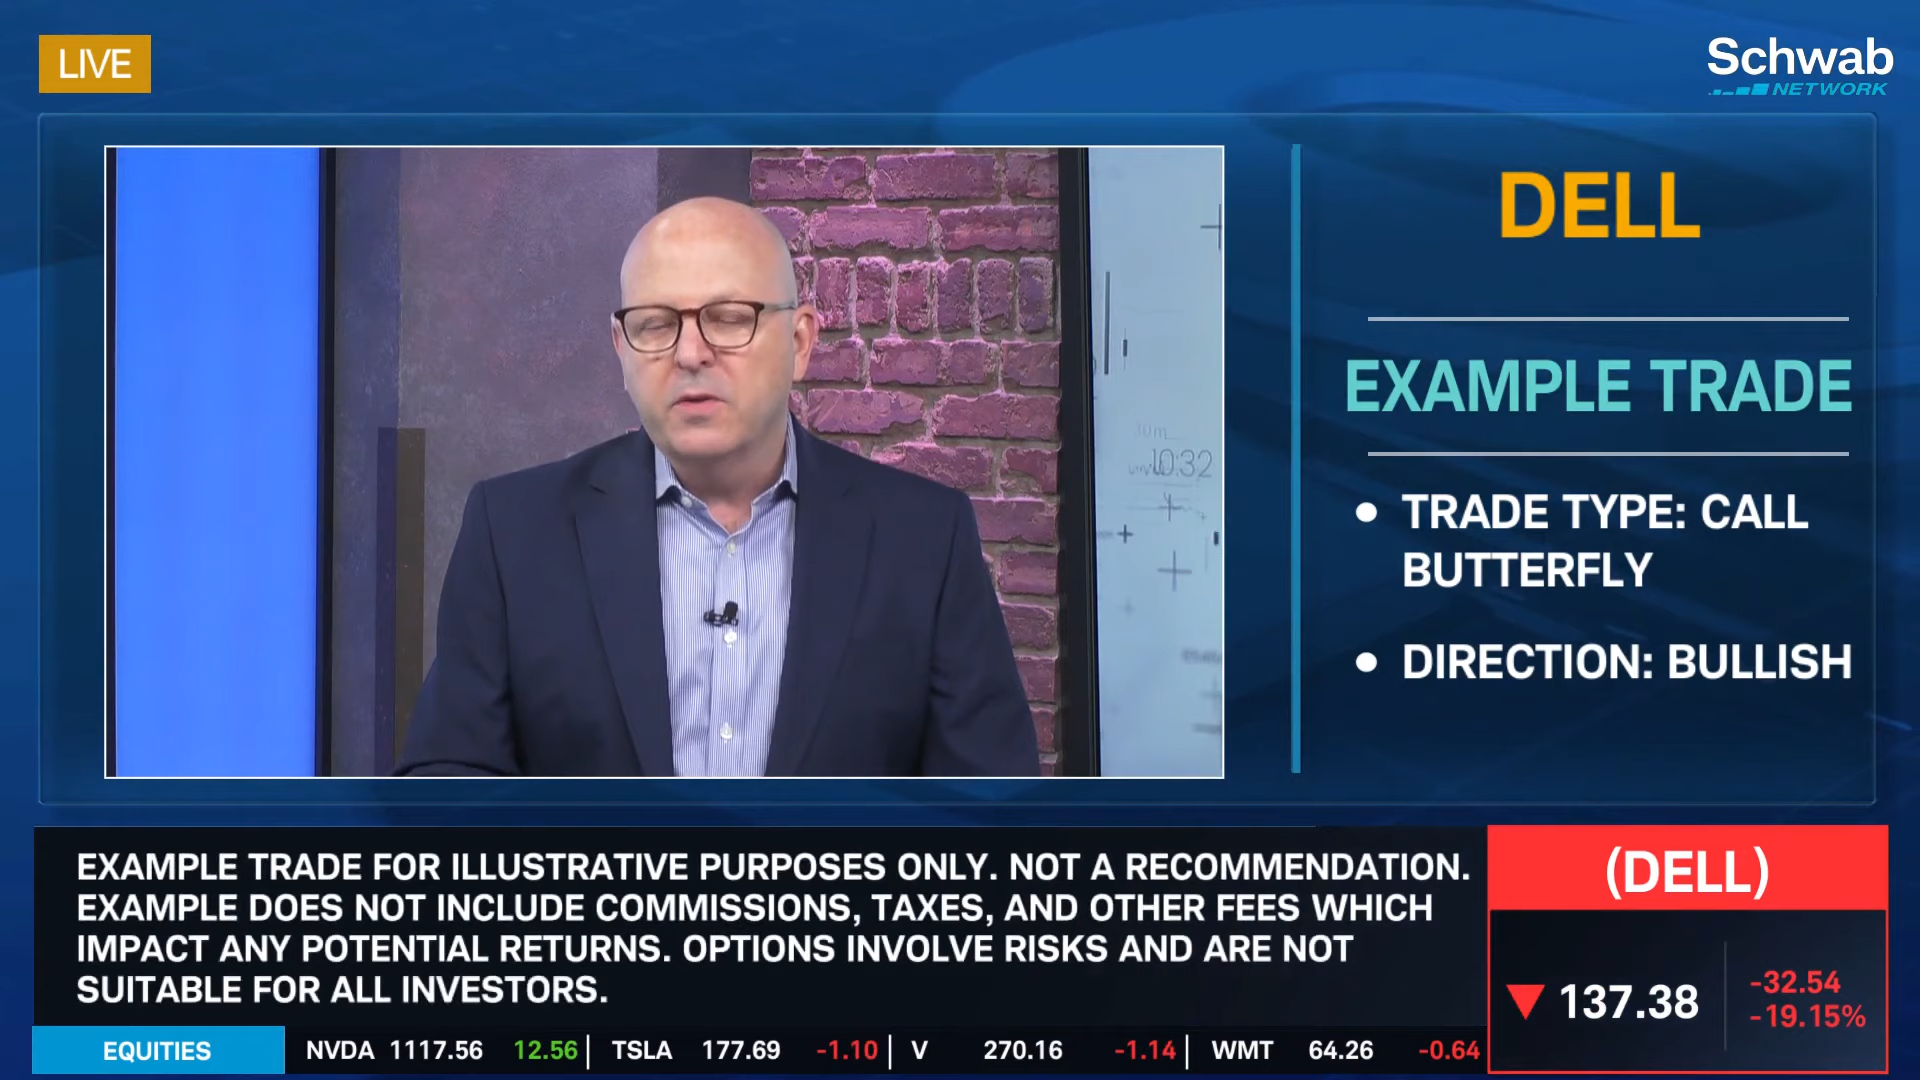 LIVE
Schwab
NETWORK
DELL
EXAMPLE TRADE
● TRADE TYPE: CALL
BUTTERFLY
● DIRECTION: BULLISH
10:32
EXAMPLE TRADE FOR ILLUSTRATIVE PURPOSES ONLY. NOT A RECOMMENDATION.
EXAMPLE DOES NOT INCLUDE COMMISSIONS, TAXES, AND OTHER FEES WHICH
IMPACT ANY POTENTIAL RETURNS. OPTIONS INVOLVE RISKS AND ARE NOT
SUITABLE FOR ALL INVESTORS.
(DELL)
▼ 137.38
-32.54
-19.15%
EQUITIES NVDA 1117.56 12.56 | TSLA 177.69 -1.10 | V 270.16 -1.14 | WMT 64.26 -0.64